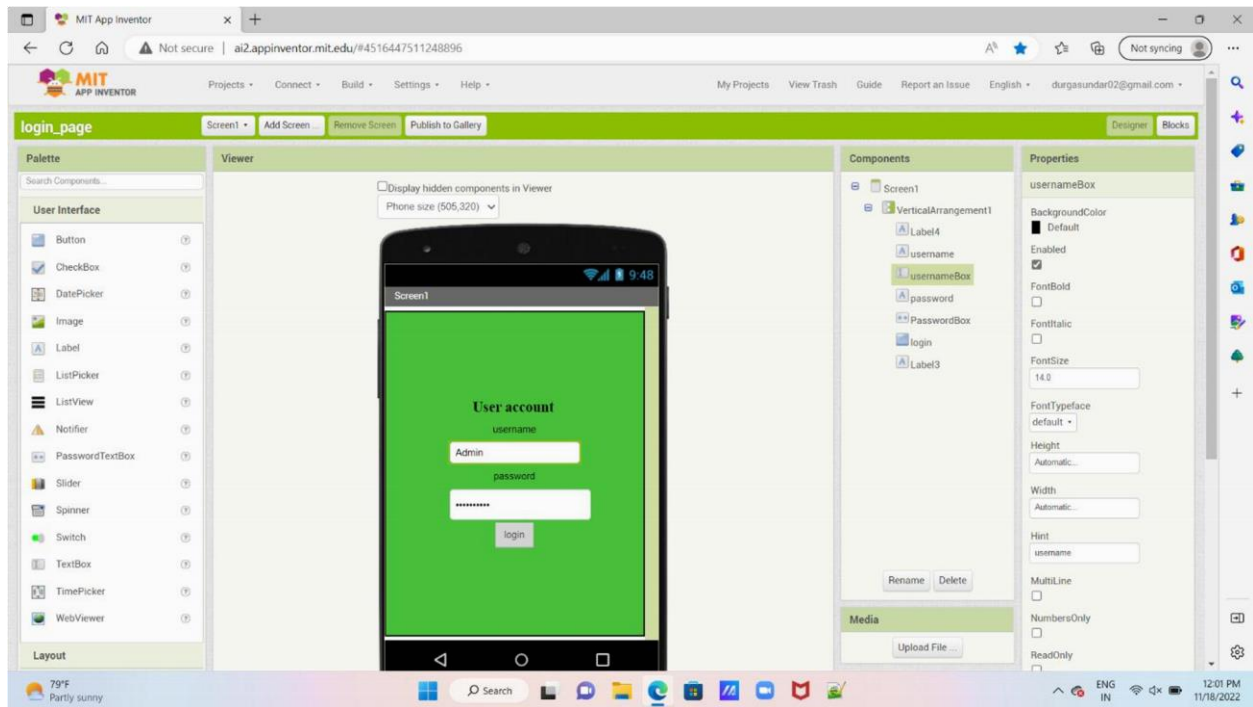 MIT App Inventor
Not secure | ai2.appinventor.mit.edu/#4516447511248896
Not syncing
MIT
APP INVENTOR
Projects Connect Build Settings Help My Projects View Trash Guide Report an Issue English durgasundar02@gmail.com
login_page Screen1 Add Screen ... Remove Screen Publish to Gallery Designer Blocks
Palette
Search Components...
User Interface
Button
CheckBox
DatePicker
Image
Label
ListPicker
ListView
Notifier
PasswordTextBox
Slider
Spinner
Switch
TextBox
TimePicker
WebViewer
Layout
Viewer
Display hidden components in Viewer
Phone size (505,320)
9:48
Screen1
User account
username
Admin
password
••••••••••
login
Components
Screen1
VerticalArrangement1
Label4
username
usernameBox
password
PasswordBox
login
Label3
Rename Delete
Media
Upload File ...
Properties
usernameBox
BackgroundColor
Default
Enabled
FontBold
FontItalic
FontSize
14.0
FontTypeface
default
Height
Automatic...
Width
Automatic...
Hint
username
MultiLine
NumbersOnly
ReadOnly
79°F
Partly sunny
Search
ENG
IN
12:01 PM
11/18/2022